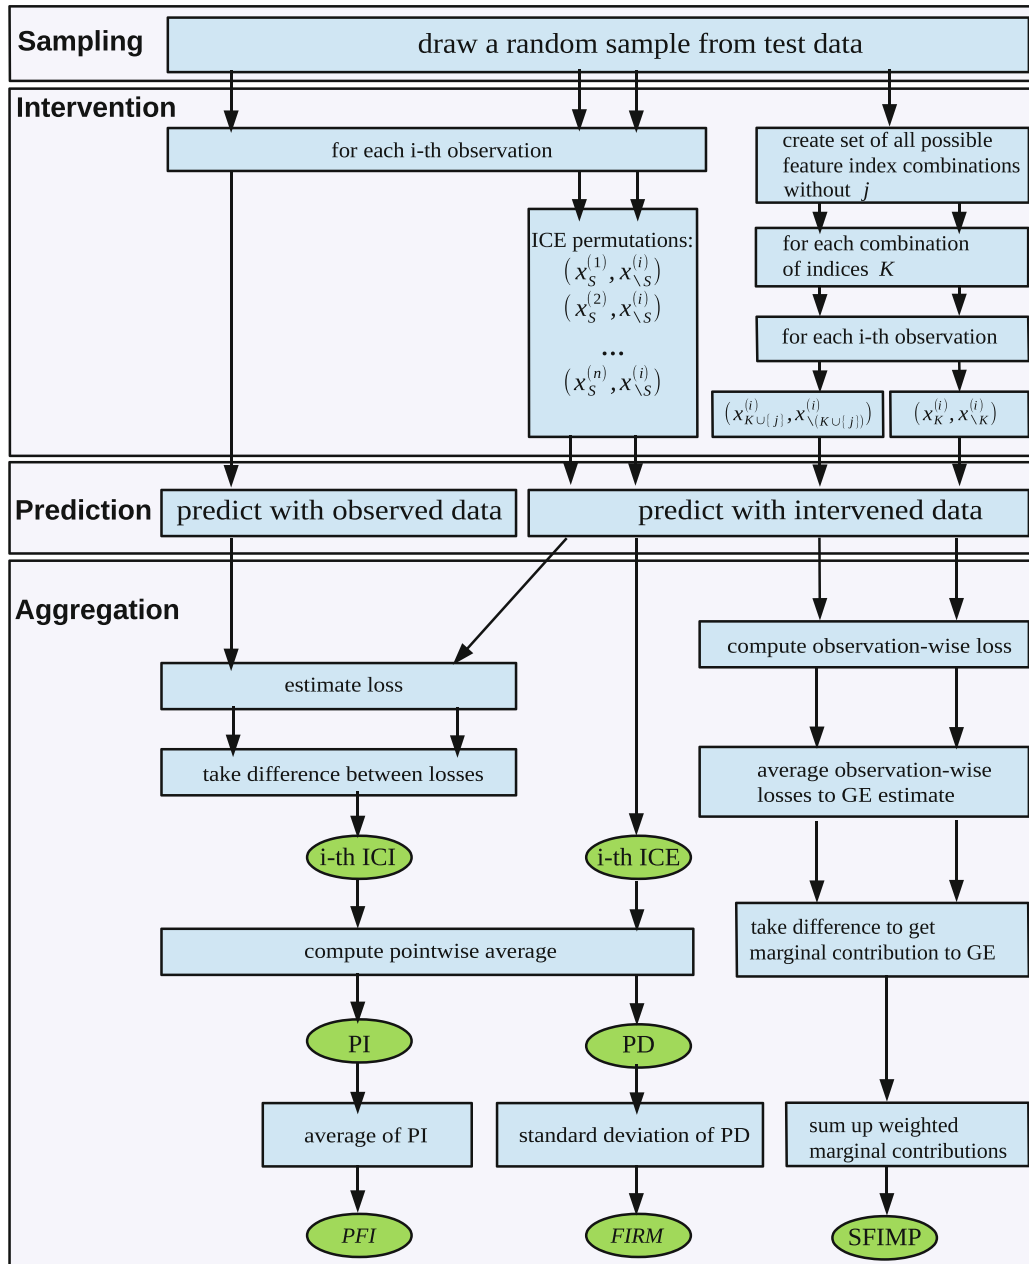 Sampling
draw a random sample from test data
Intervention
for each i-th observation
create set of all possible
feature index combinations
without j
ICE permutations:
(x_S^(1), x_\S^(i))
(x_S^(2), x_\S^(i))
...
(x_S^(n), x_\S^(i))
for each combination
of indices K
for each i-th observation
(x_{K∪{j}}^(i), x_{\(K∪{j})}^(i))
(x_K^(i), x_\K^(i))
Prediction
predict with observed data
predict with intervened data
Aggregation
estimate loss
take difference between losses
compute observation-wise loss
average observation-wise
losses to GE estimate
i-th ICI
i-th ICE
compute pointwise average
take difference to get
marginal contribution to GE
PI
PD
average of PI
standard deviation of PD
sum up weighted
marginal contributions
PFI
FIRM
SFIMP